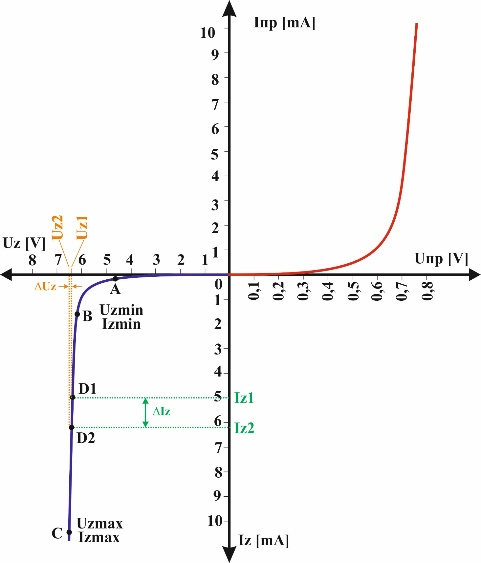 Iпр [mA]
10
9
8
7
6
5
4
3
2
1
Uz2
Uz1
Uz [V]
8 7 6 5 4 3 2 1
Uпр [V]
0
0,1 0,2 0,3 0,4 0,5 0,6 0,7 0,8
ΔUz
A
Uzmin
Izmin
B
1
2
3
4
D1
5
Iz1
ΔIz
6
Iz2
D2
7
8
9
10
C
Uzmax
Izmax
Iz [mA]